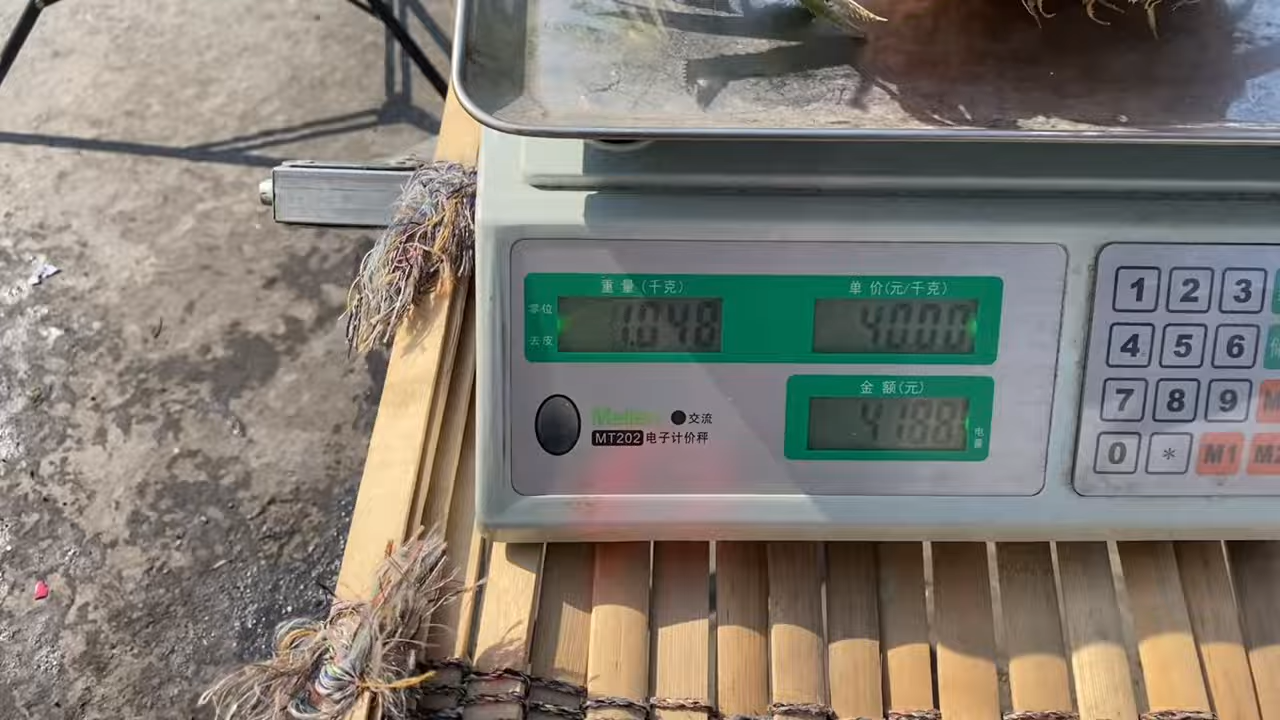 重量(千克)
单价(元/千克)
零位
去皮
1.048
40.00
金额(元)
41.88
电量
交流
MT202 电子计价秤
1 2 3
4 5 6
7 8 9
0 * M1